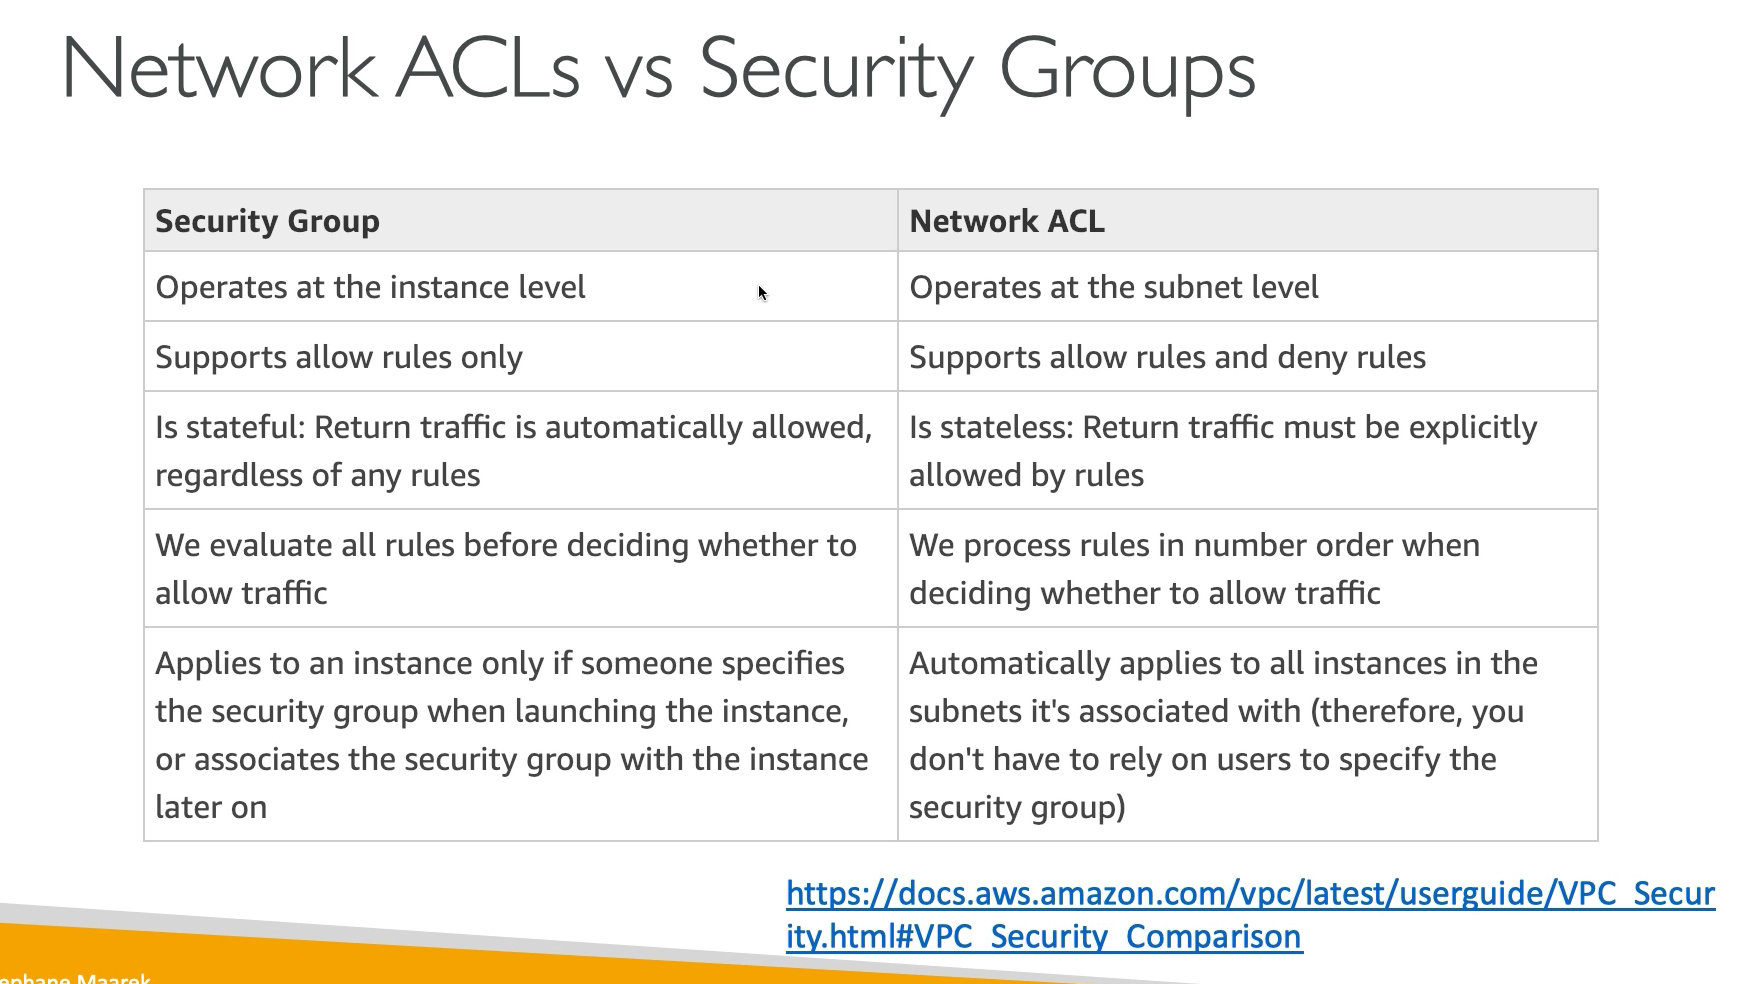 Network ACLs vs Security Groups
Security Group
Network ACL
Operates at the instance level
Operates at the subnet level
Supports allow rules only
Supports allow rules and deny rules
Is stateful: Return traffic is automatically allowed,
regardless of any rules
Is stateless: Return traffic must be explicitly
allowed by rules
We evaluate all rules before deciding whether to
allow traffic
We process rules in number order when
deciding whether to allow traffic
Applies to an instance only if someone specifies
the security group when launching the instance,
or associates the security group with the instance
later on
Automatically applies to all instances in the
subnets it's associated with (therefore, you
don't have to rely on users to specify the
security group)
https://docs.aws.amazon.com/vpc/latest/userguide/VPC_Secur
ity.html#VPC_Security_Comparison
Maarek